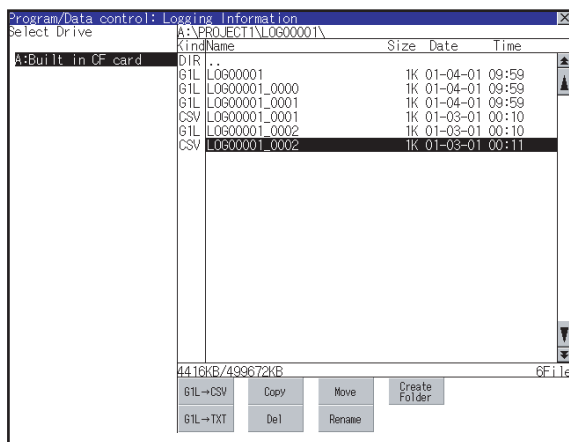 Program/Data control: Logging Information
Select Drive
A:\PROJECT1\LOG00001\
Kind Name Size Date Time
A:Built in CF card
DIR ..
G1L LOG00001 1K 01-04-01 09:59
G1L LOG00001_0000 1K 01-04-01 09:59
G1L LOG00001_0001 1K 01-04-01 09:59
CSV LOG00001_0001 1K 01-03-01 00:10
G1L LOG00001_0002 1K 01-03-01 00:10
CSV LOG00001_0002 1K 01-03-01 00:11
4416KB/499672KB 6File
G1L→CSV Copy Move Create Folder
G1L→TXT Del Rename